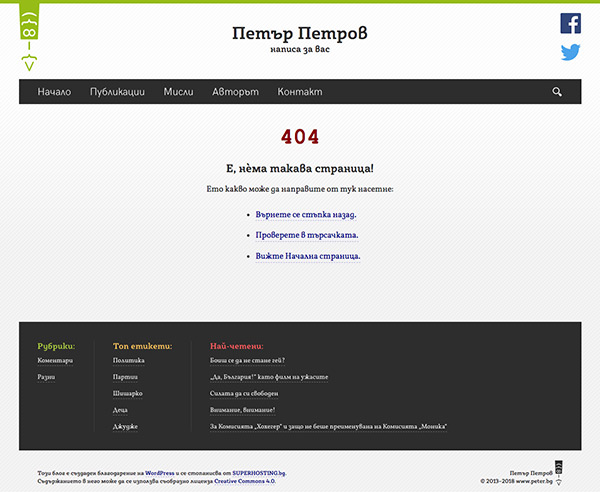 Петър Петров
написа за вас
Начало Публикации Мисли Авторът Контакт
404
Е, нѐма такава страница!
Ето какво може да направите от тук насетне:
Върнете се стъпка назад.
Проверете в търсачката.
Вижте Начална страница.
Рубрики: Топ етикети: Най-четени:
Коментари Политика Боиш се да не стане гей?
Разни Партии „Да, България!“ като филм на ужасите
Шишарко Силата да си свободен
Деца Внимание, внимание!
Джудже За Комисията „Хохегер“ и защо не беше преименувана на Комисията „Моника“
Този блог е създаден благодарение на WordPress и се стопанисва от SUPERHOSTING.bg. Петър Петров
Съдържанието в него може да се използва съобразно лиценза Creative Commons 4.0. © 2013-2018 www.peter.bg